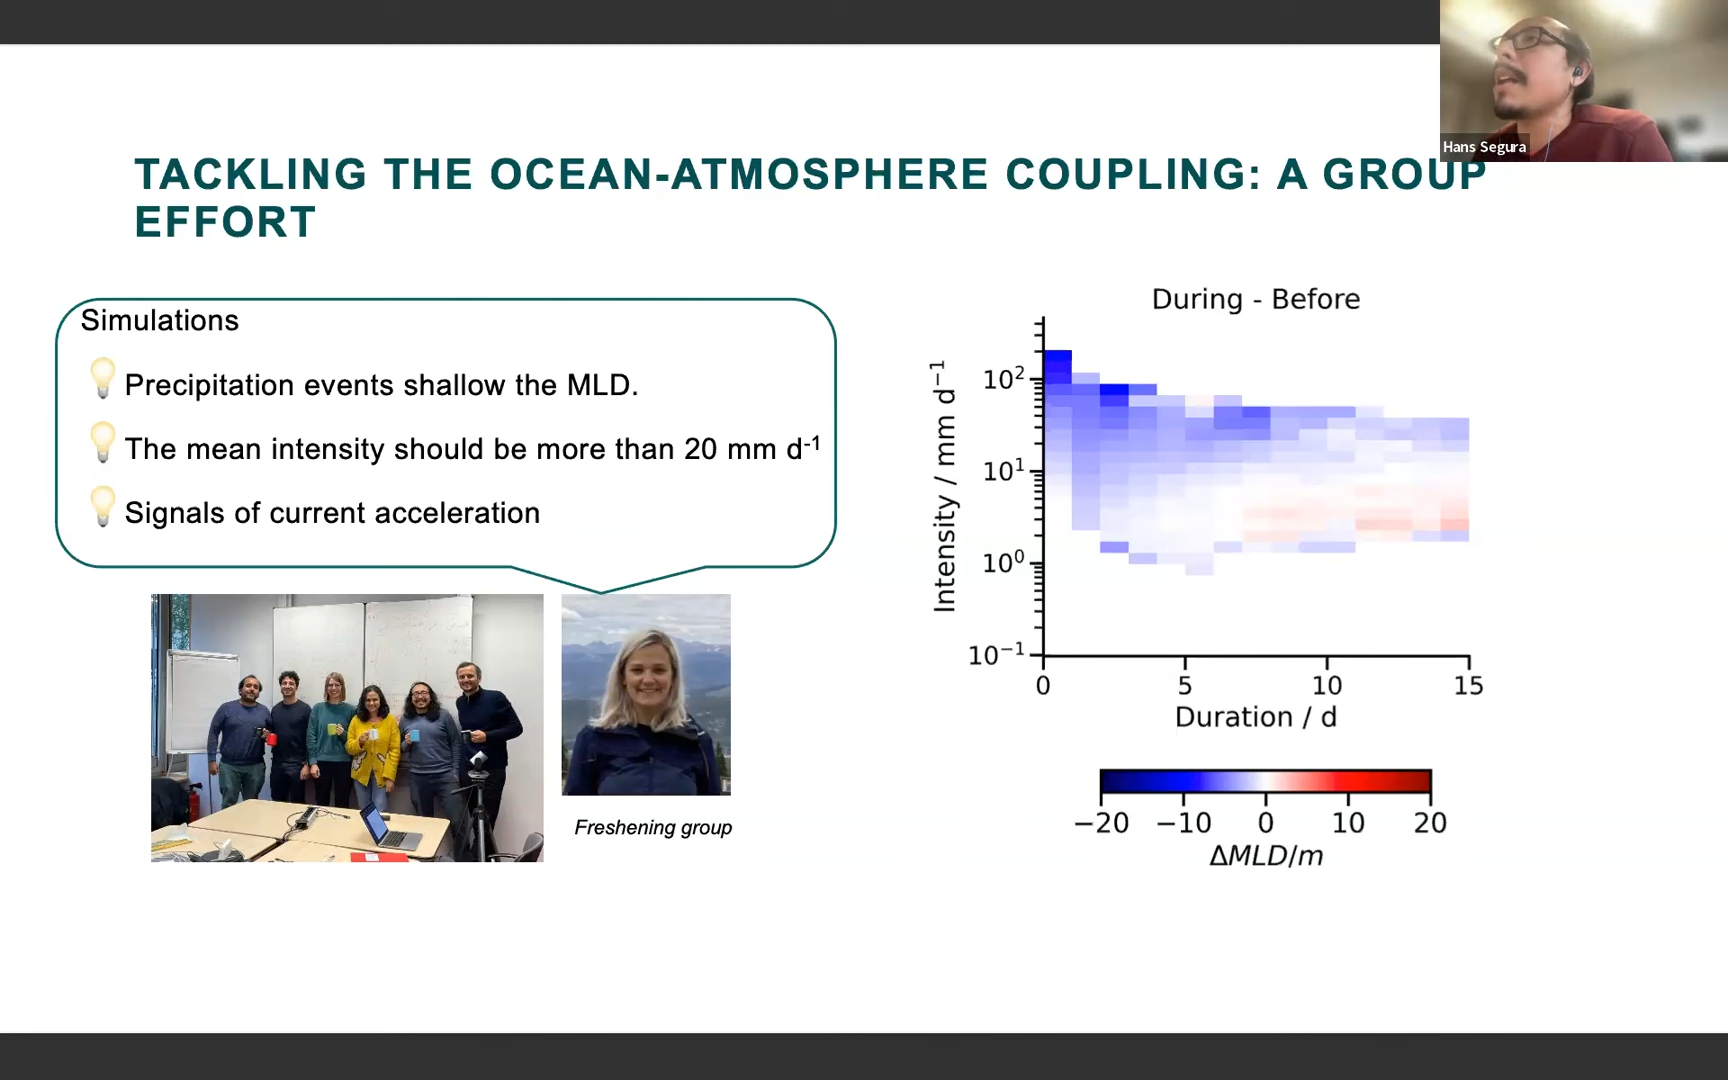 Hans Segura
TACKLING THE OCEAN-ATMOSPHERE COUPLING: A GROUP
EFFORT
Simulations
Precipitation events shallow the MLD.
The mean intensity should be more than 20 mm d⁻¹
Signals of current acceleration
Freshening group
During - Before
Intensity / mm d⁻¹
10²
10¹
10⁰
10⁻¹
0 5 10 15
Duration / d
−20 −10 0 10 20
ΔMLD/m